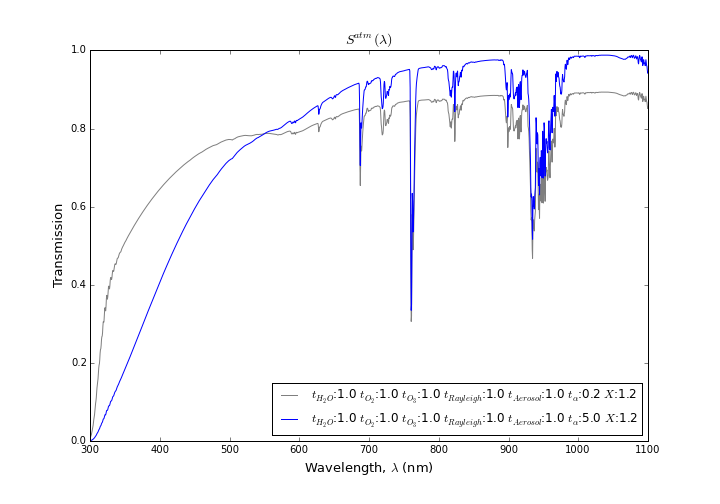 S^{atm}(λ)
1.0
0.8
0.6
0.4
0.2
0.0
Transmission
300 400 500 600 700 800 900 1000 1100
Wavelength, λ (nm)
t_{H_2O}:1.0 t_{O_2}:1.0 t_{O_3}:1.0 t_{Rayleigh}:1.0 t_{Aerosol}:1.0 t_α:0.2 X:1.2
t_{H_2O}:1.0 t_{O_2}:1.0 t_{O_3}:1.0 t_{Rayleigh}:1.0 t_{Aerosol}:1.0 t_α:5.0 X:1.2